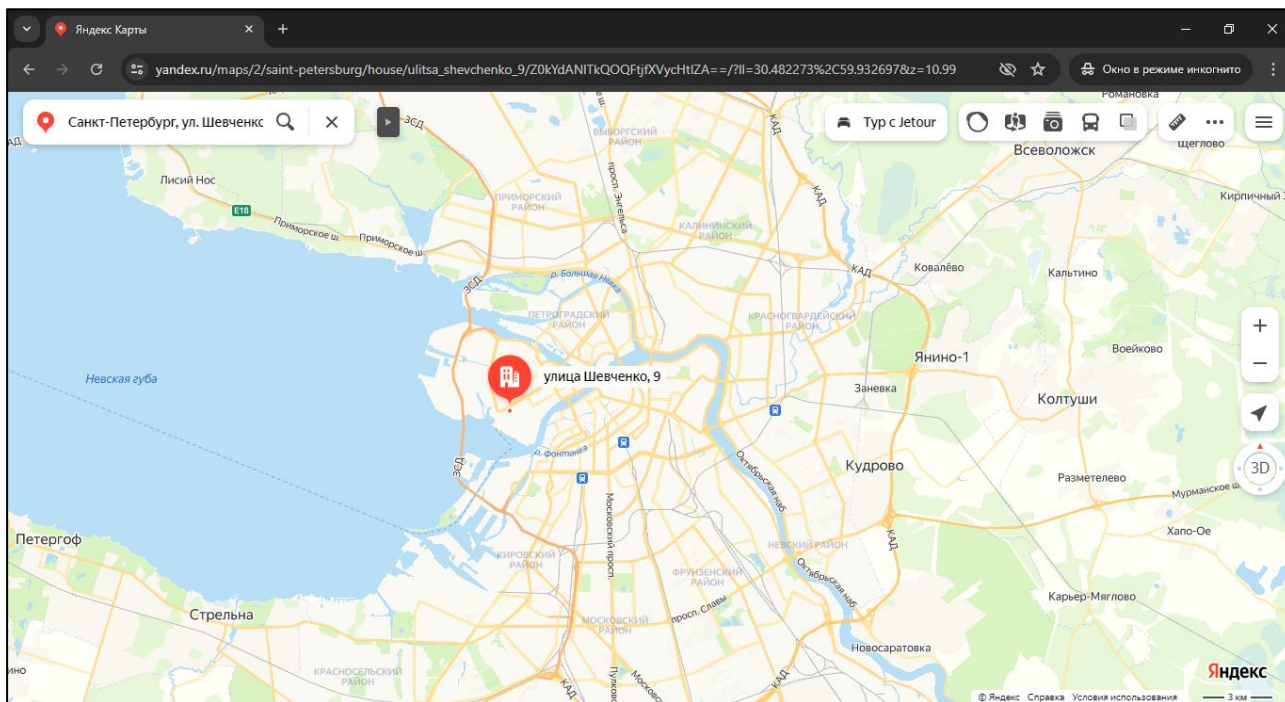 Яндекс Карты
yandex.ru/maps/2/saint-petersburg/house/ulitsa_shevchenko_9/Z0kYdANITkQOQFtjfXVycHtIZA==/?ll=30.482273%2C59.932697&z=10.99
Окно в режиме инкогнито
Санкт-Петербург, ул. Шевченко
Тур с Jetour
Романовка
КАД
ЗСД
ВЫБОРГСКИЙ РАЙОН
КАД
Всеволожск
Щеглово
Лисий Нос
просп. Энгельса
ПРИМОРСКИЙ РАЙОН
КАД
Кирпичный
E18
Приморское ш.
Приморское ш.
КАЛИНИНСКИЙ РАЙОН
р. Большая Невка
КАД
Ковалёво
Кальтино
ЗСД
ПЕТРОГРАДСКИЙ РАЙОН
КРАСНОГВАРДЕЙСКИЙ РАЙОН
Янино-1
Воейково
Невская губа
улица Шевченко, 9
Заневка
Колтуши
р. Фонтанка
ЗСД
Октябрьская наб.
Кудрово
3D
Разметелево
Мурманское ш.
Московский просп.
Петергоф
Хапо-Ое
КИРОВСКИЙ РАЙОН
НЕВСКИЙ РАЙОН
КАД
ФРУНЗЕНСКИЙ РАЙОН
Октябрьская наб.
Карьер-Мяглово
Стрельна
просп. Славы
МОСКОВСКИЙ РАЙОН
Новосаратовка
КРАСНОСЕЛЬСКИЙ РАЙОН
КАД
КАД
Яндекс
© Яндекс Справка Условия использования
3 км